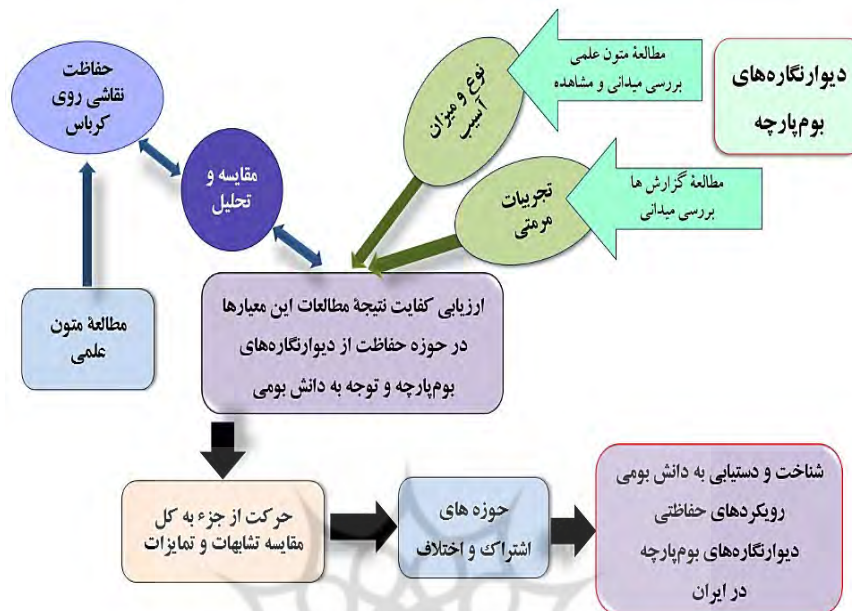 دیوارنگاره‌های
بوم‌پارچه
مطالعهٔ متون علمی
بررسی میدانی و مشاهده
نوع و میزان
آسیب
مطالعهٔ گزارش ها
بررسی میدانی
تجربیات
مرمتی
حفاظت
نقاشی روی
کرباس
مقایسه و
تحلیل
مطالعهٔ متون
علمی
ارزیابی کفایت نتیجهٔ مطالعات این معیارها
در حوزه حفاظت از دیوارنگاره‌های
بوم‌پارچه و توجه به دانش بومی
حرکت از جزء به کل
مقایسه تشابهات و تمایزات
حوزه های
اشتراک و اختلاف
شناخت و دستیابی به دانش بومی
رویکردهای حفاظتی
دیوارنگاره‌های بوم‌پارچه
در ایران